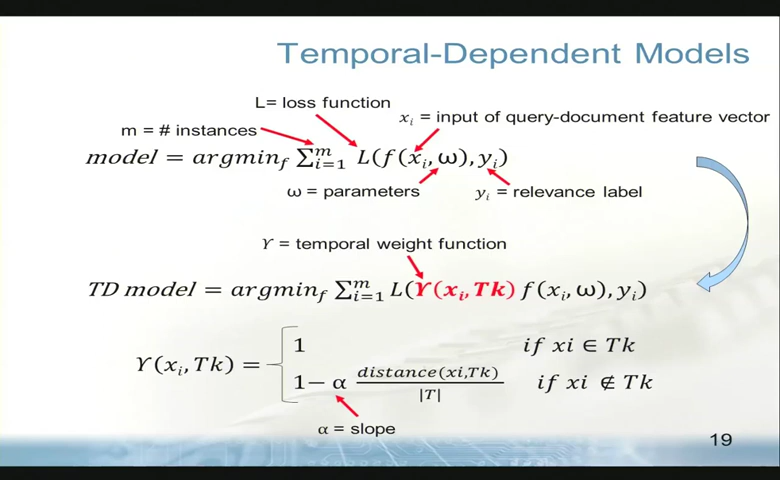 Temporal-Dependent Models
L= loss function
xᵢ = input of query-document feature vector
m = # instances
model = argmin_f ∑ᵢ₌₁ᵐ L(f(xᵢ, ω), yᵢ)
ω = parameters
yᵢ = relevance label
ϒ = temporal weight function
TD model = argmin_f ∑ᵢ₌₁ᵐ L(ϒ(xᵢ, Tk) f(xᵢ, ω), yᵢ)
ϒ(xᵢ, Tk) = { 1 if xi ∈ Tk
1− α distance(xi,Tk) / |T| if xi ∉ Tk
α = slope
19